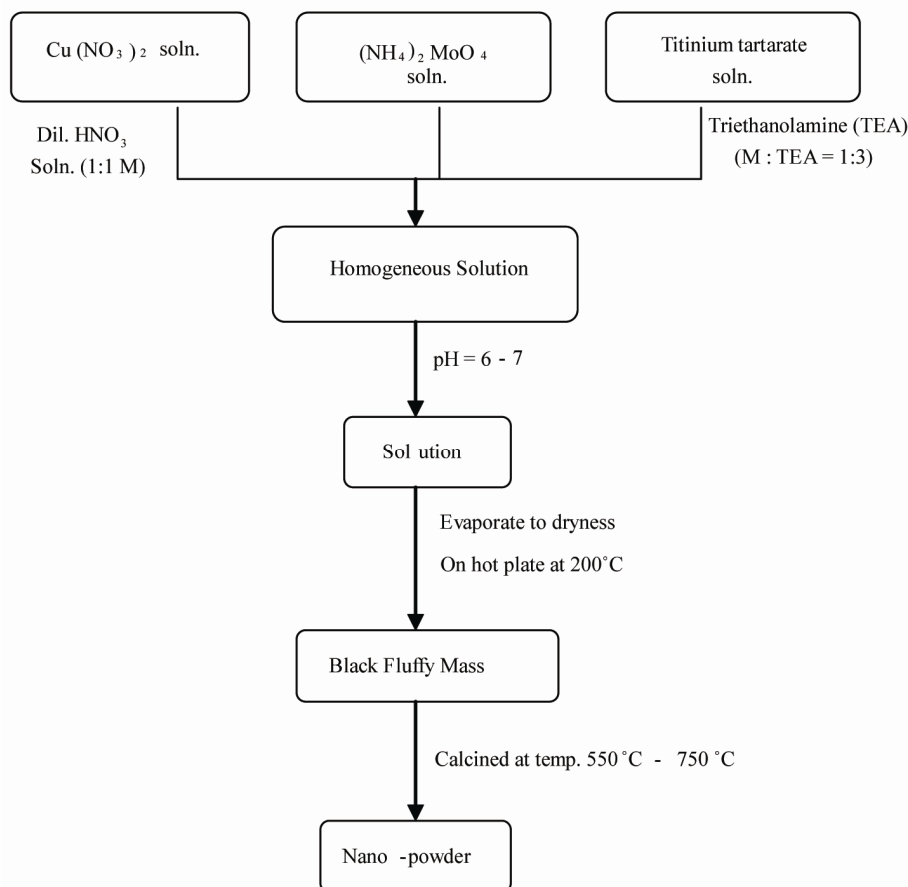 Cu (NO3)2 soln.
(NH4)2 MoO4
soln.
Titinium tartarate
soln.
Dil. HNO3
Soln. (1:1 M)
Triethanolamine (TEA)
(M : TEA = 1:3)
Homogeneous Solution
pH = 6 - 7
Sol ution
Evaporate to dryness
On hot plate at 200˚C
Black Fluffy Mass
Calcined at temp. 550 ˚C - 750 ˚C
Nano -powder